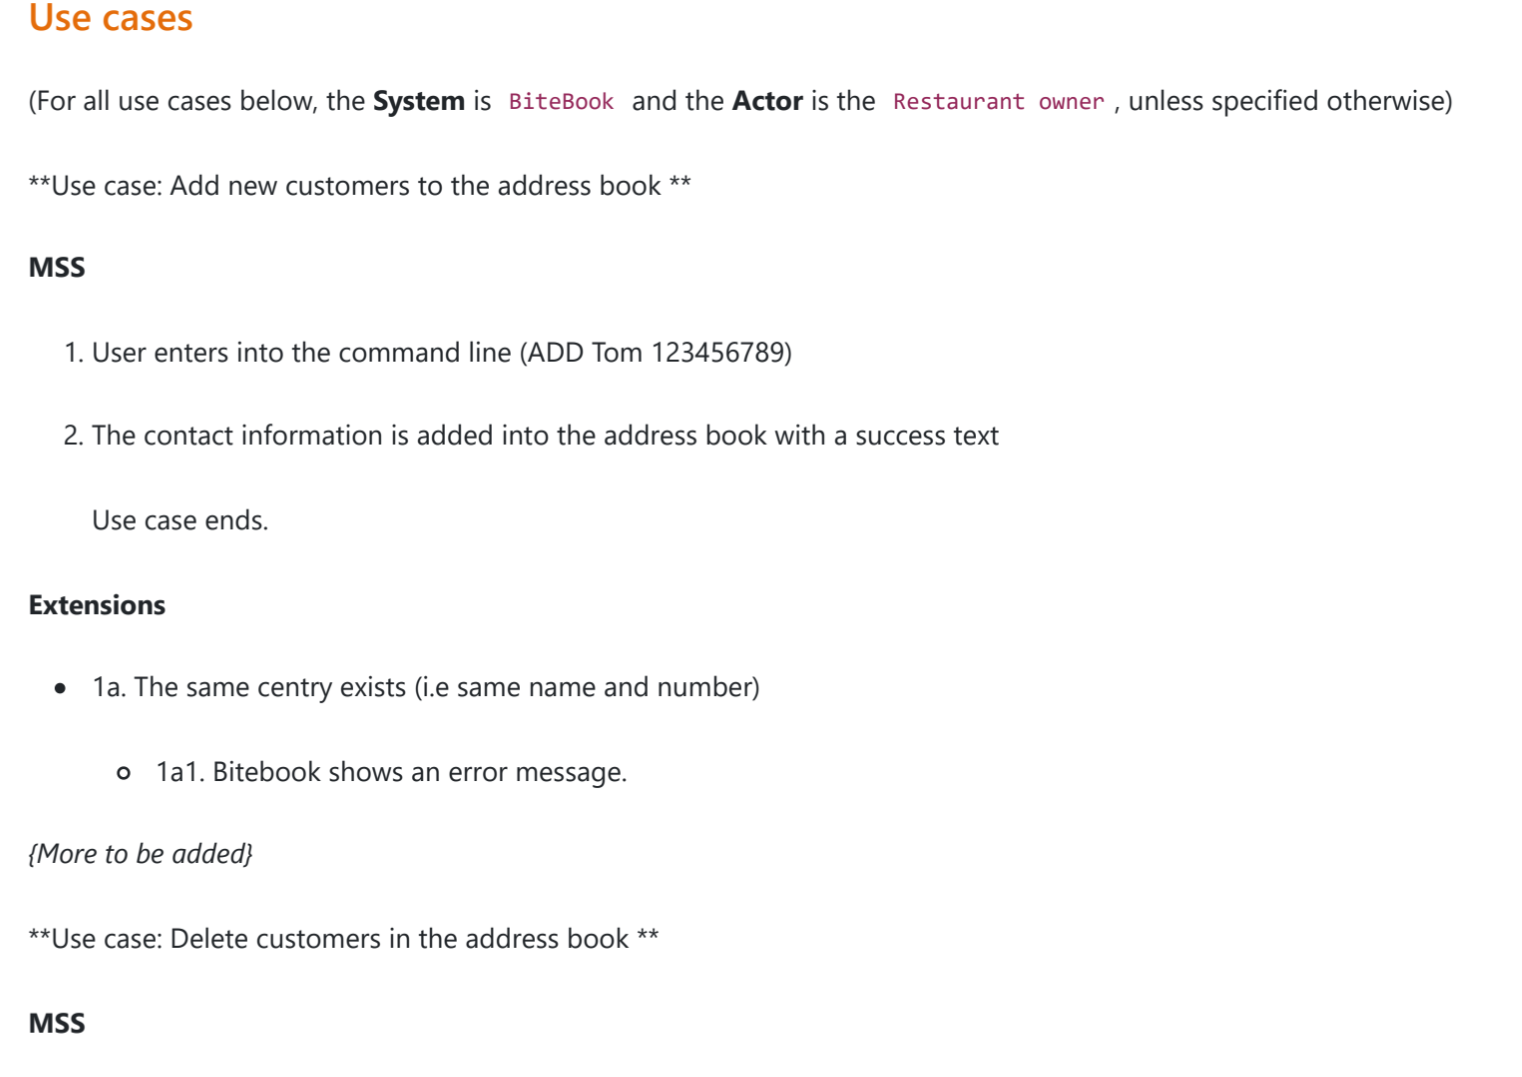 Use cases
(For all use cases below, the System is BiteBook and the Actor is the Restaurant owner , unless specified otherwise)
**Use case: Add new customers to the address book **
MSS
1. User enters into the command line (ADD Tom 123456789)
2. The contact information is added into the address book with a success text
Use case ends.
Extensions
• 1a. The same centry exists (i.e same name and number)
◦ 1a1. Bitebook shows an error message.
{More to be added}
**Use case: Delete customers in the address book **
MSS